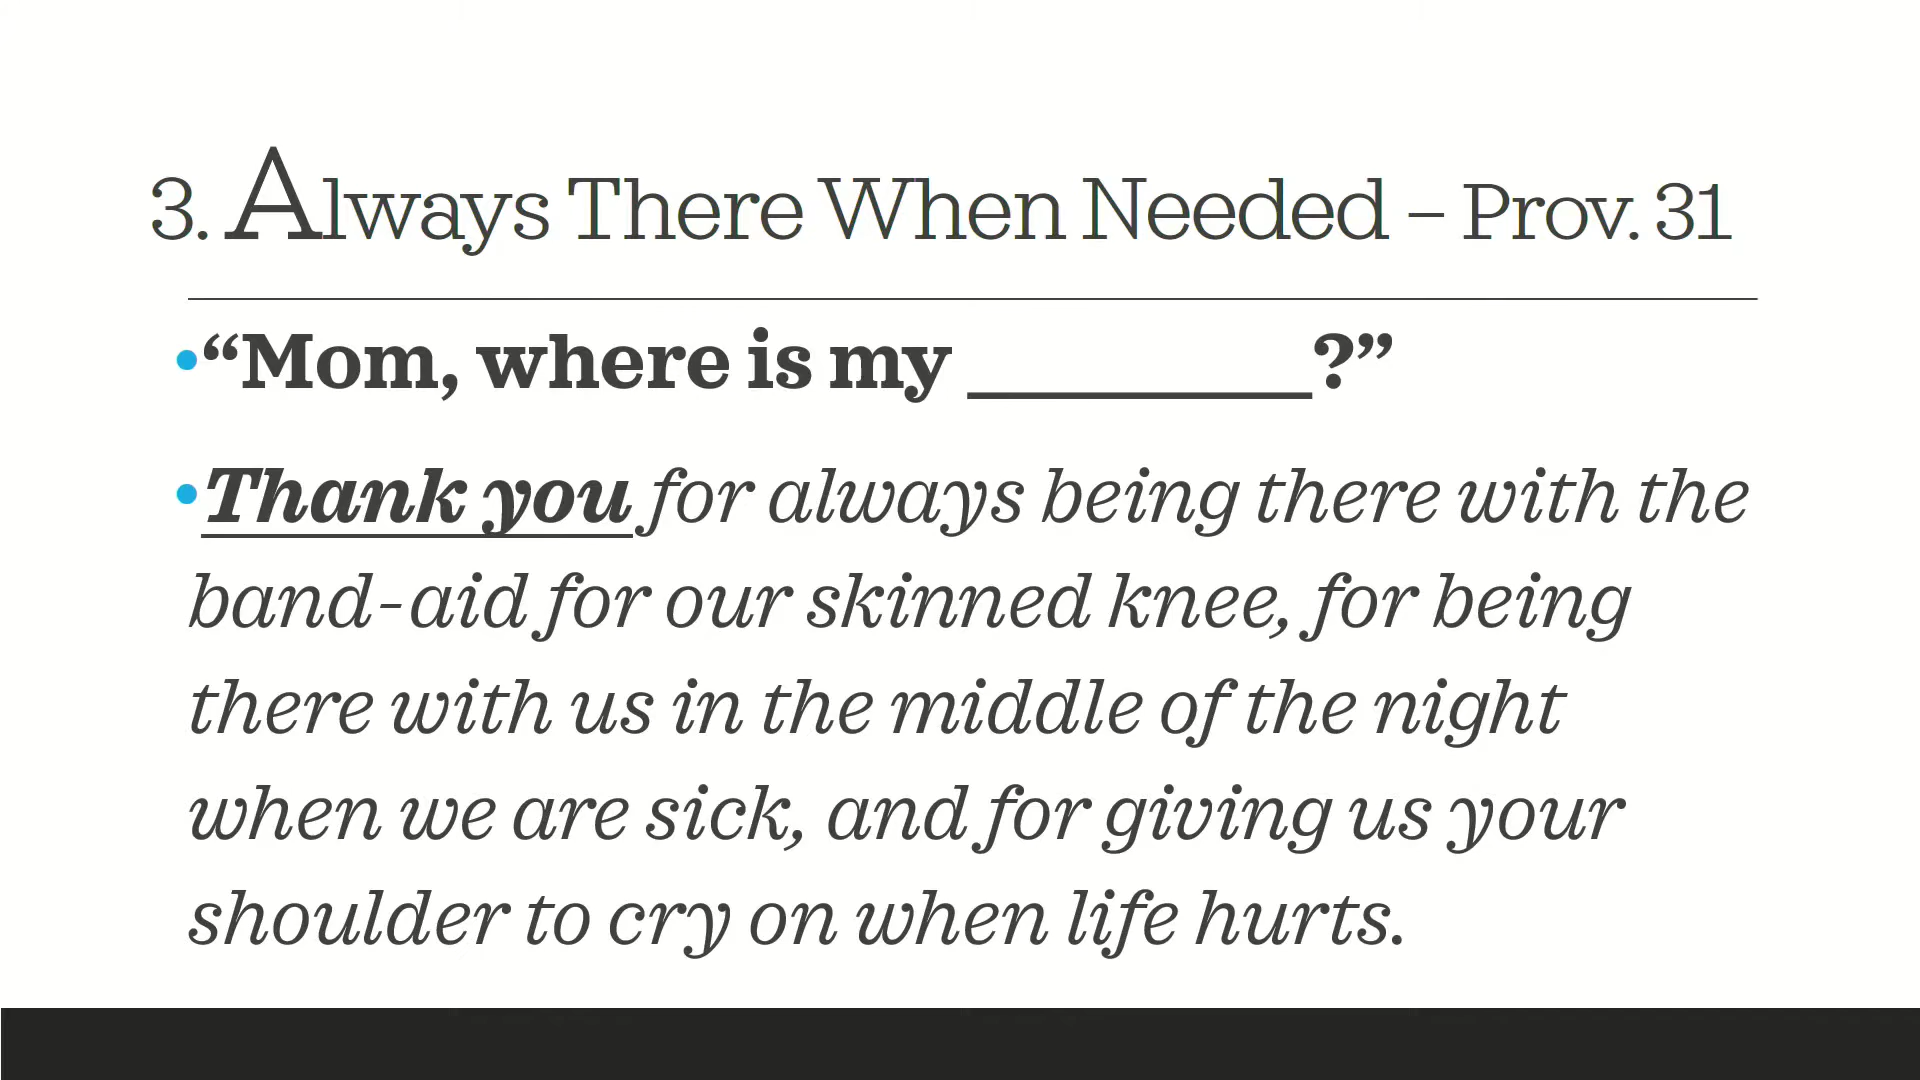 3. Always There When Needed – Prov. 31
•“Mom, where is my _________?”
•Thank you for always being there with the
band-aid for our skinned knee, for being
there with us in the middle of the night
when we are sick, and for giving us your
shoulder to cry on when life hurts.